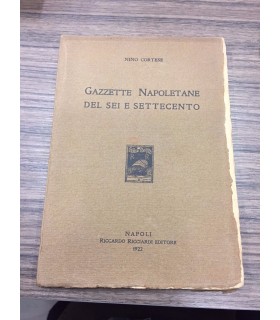 NINO CORTESE
GAZZETTE NAPOLETANE
DEL SEI E SETTECENTO
NAPOLI
RICCARDO RICCIARDI EDITORE
1922